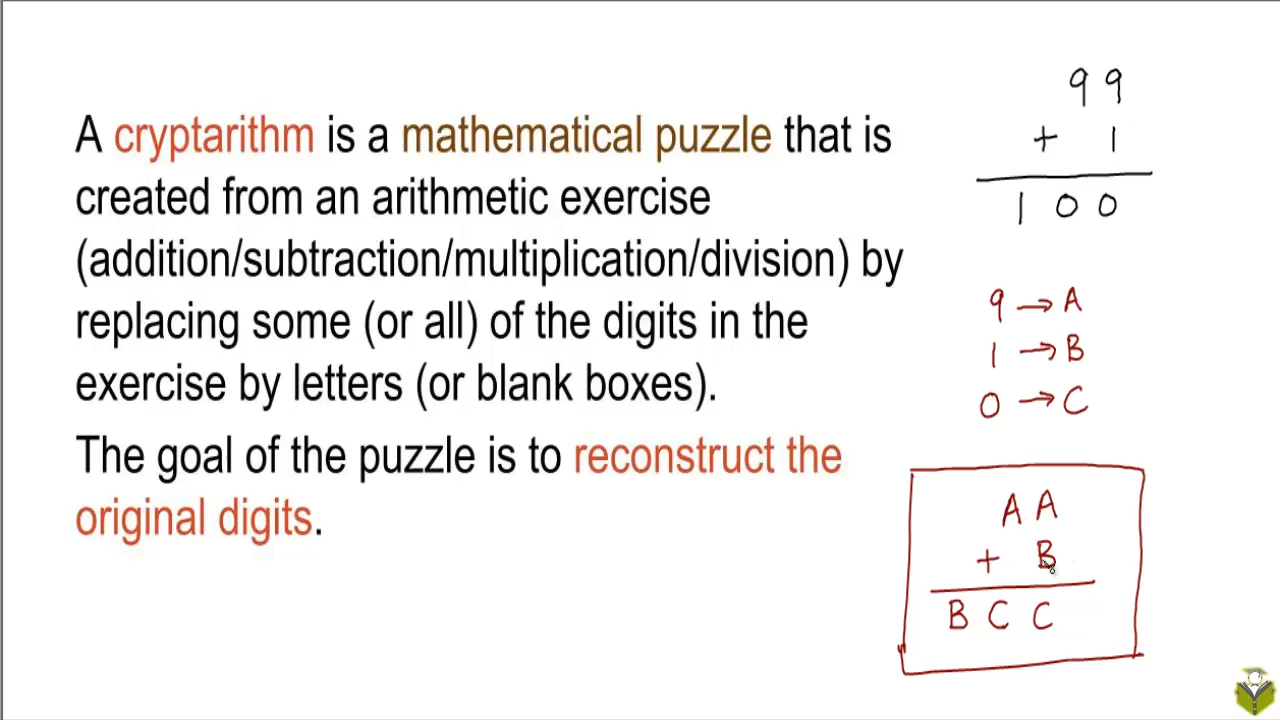 A cryptarithm is a mathematical puzzle that is
created from an arithmetic exercise
(addition/subtraction/multiplication/division) by
replacing some (or all) of the digits in the
exercise by letters (or blank boxes).
The goal of the puzzle is to reconstruct the
original digits.
99
+ 1
100
9 → A
1 → B
0 → C
A A
+ B
B C C